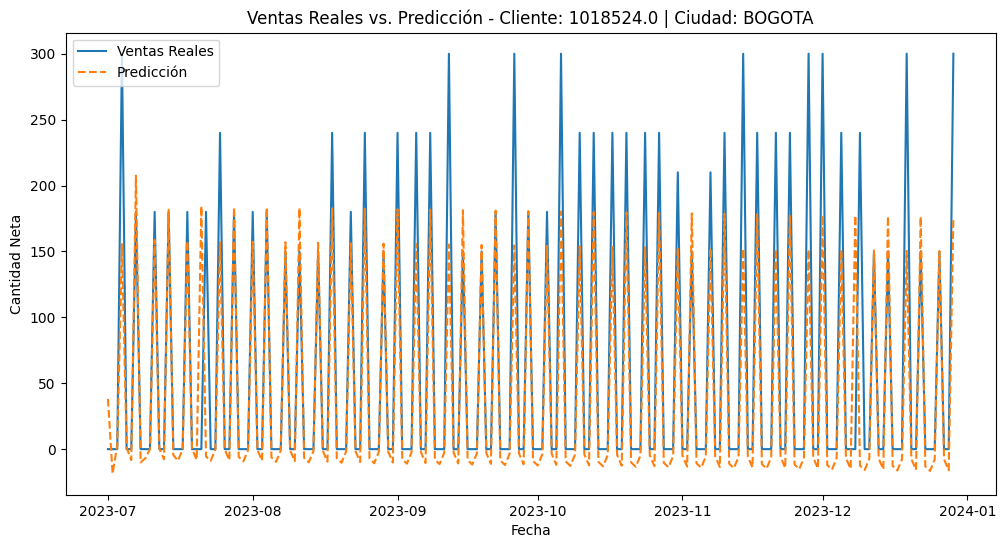 Ventas Reales vs. Predicción - Cliente: 1018524.0 | Ciudad: BOGOTA
Ventas Reales
Predicción
Cantidad Neta
300
250
200
150
100
50
0
2023-07
2023-08
2023-09
2023-10
2023-11
2023-12
2024-01
Fecha